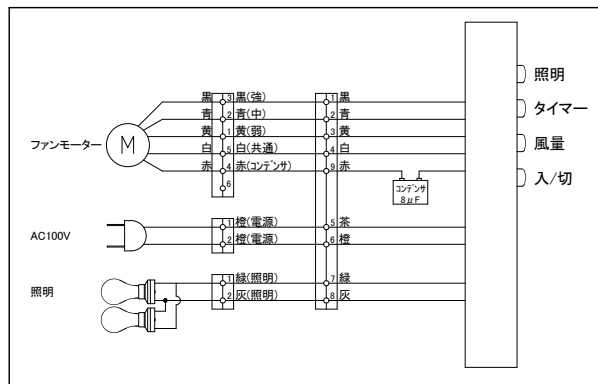 照明
タイマー
風量
入/切
ファンモーター
M
黒 3 黒(強) 1 黒
青 2 青(中) 2 青
黄 1 黄(弱) 3 黄
白 5 白(共通) 4 白
赤 4 赤(コンデンサ) 9 赤
6
コンデンサ
8μF
AC100V
1 橙(電源) 5 茶
2 橙(電源) 6 橙
照明
1 緑(照明) 7 緑
2 灰(照明) 8 灰